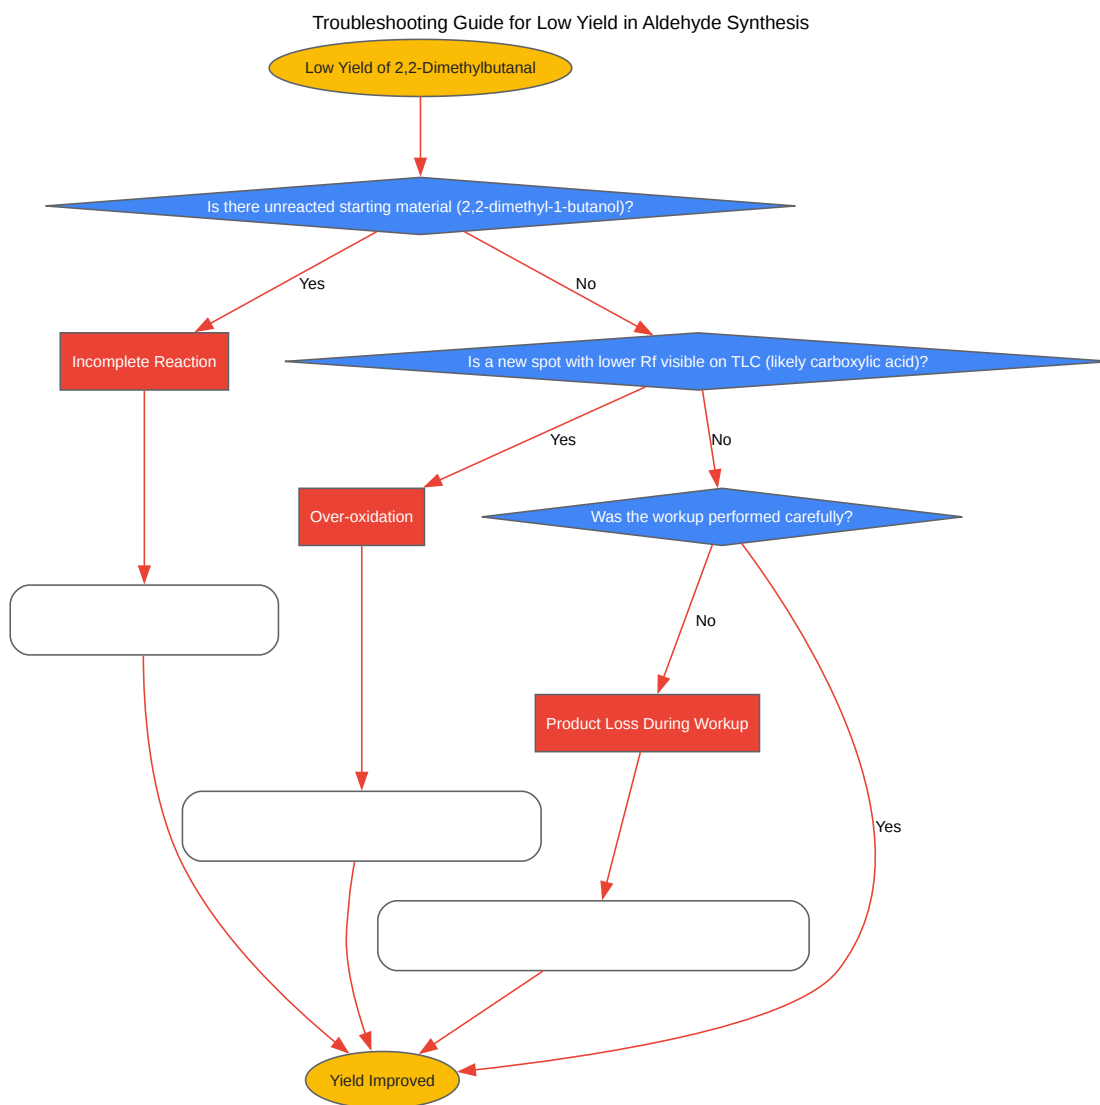 Troubleshooting Guide for Low Yield in Aldehyde Synthesis
Low Yield of 2,2-Dimethylbutanal
Is there unreacted starting material (2,2-dimethyl-1-butanol)?
Yes
No
Incomplete Reaction
Is a new spot with lower Rf visible on TLC (likely carboxylic acid)?
Yes
No
Over-oxidation
Was the workup performed carefully?
No
Product Loss During Workup
Yes
Yield Improved